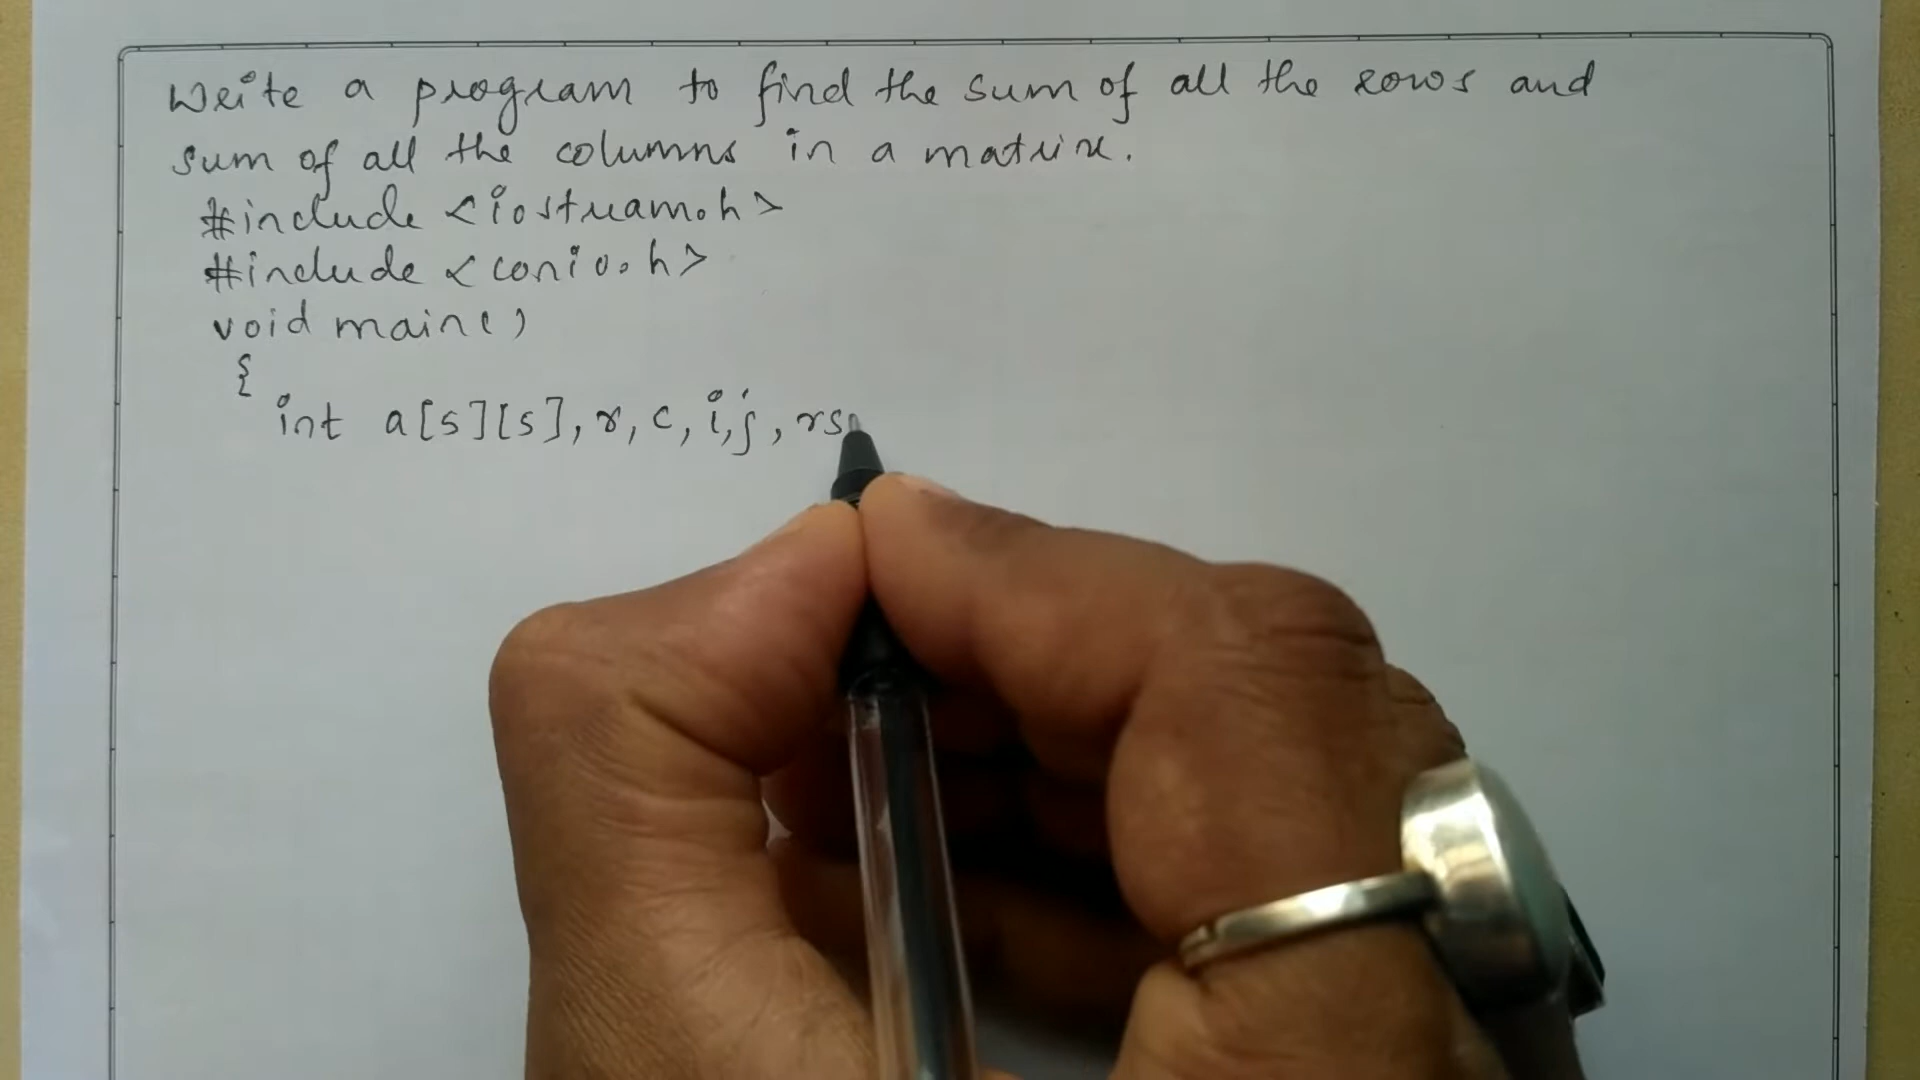 Write a program to find the sum of all the rows and
sum of all the columns in a matrix.
#include <iostream.h>
#include <conio.h>
void main()
{
int a[5][5], r, c, i, j, rs